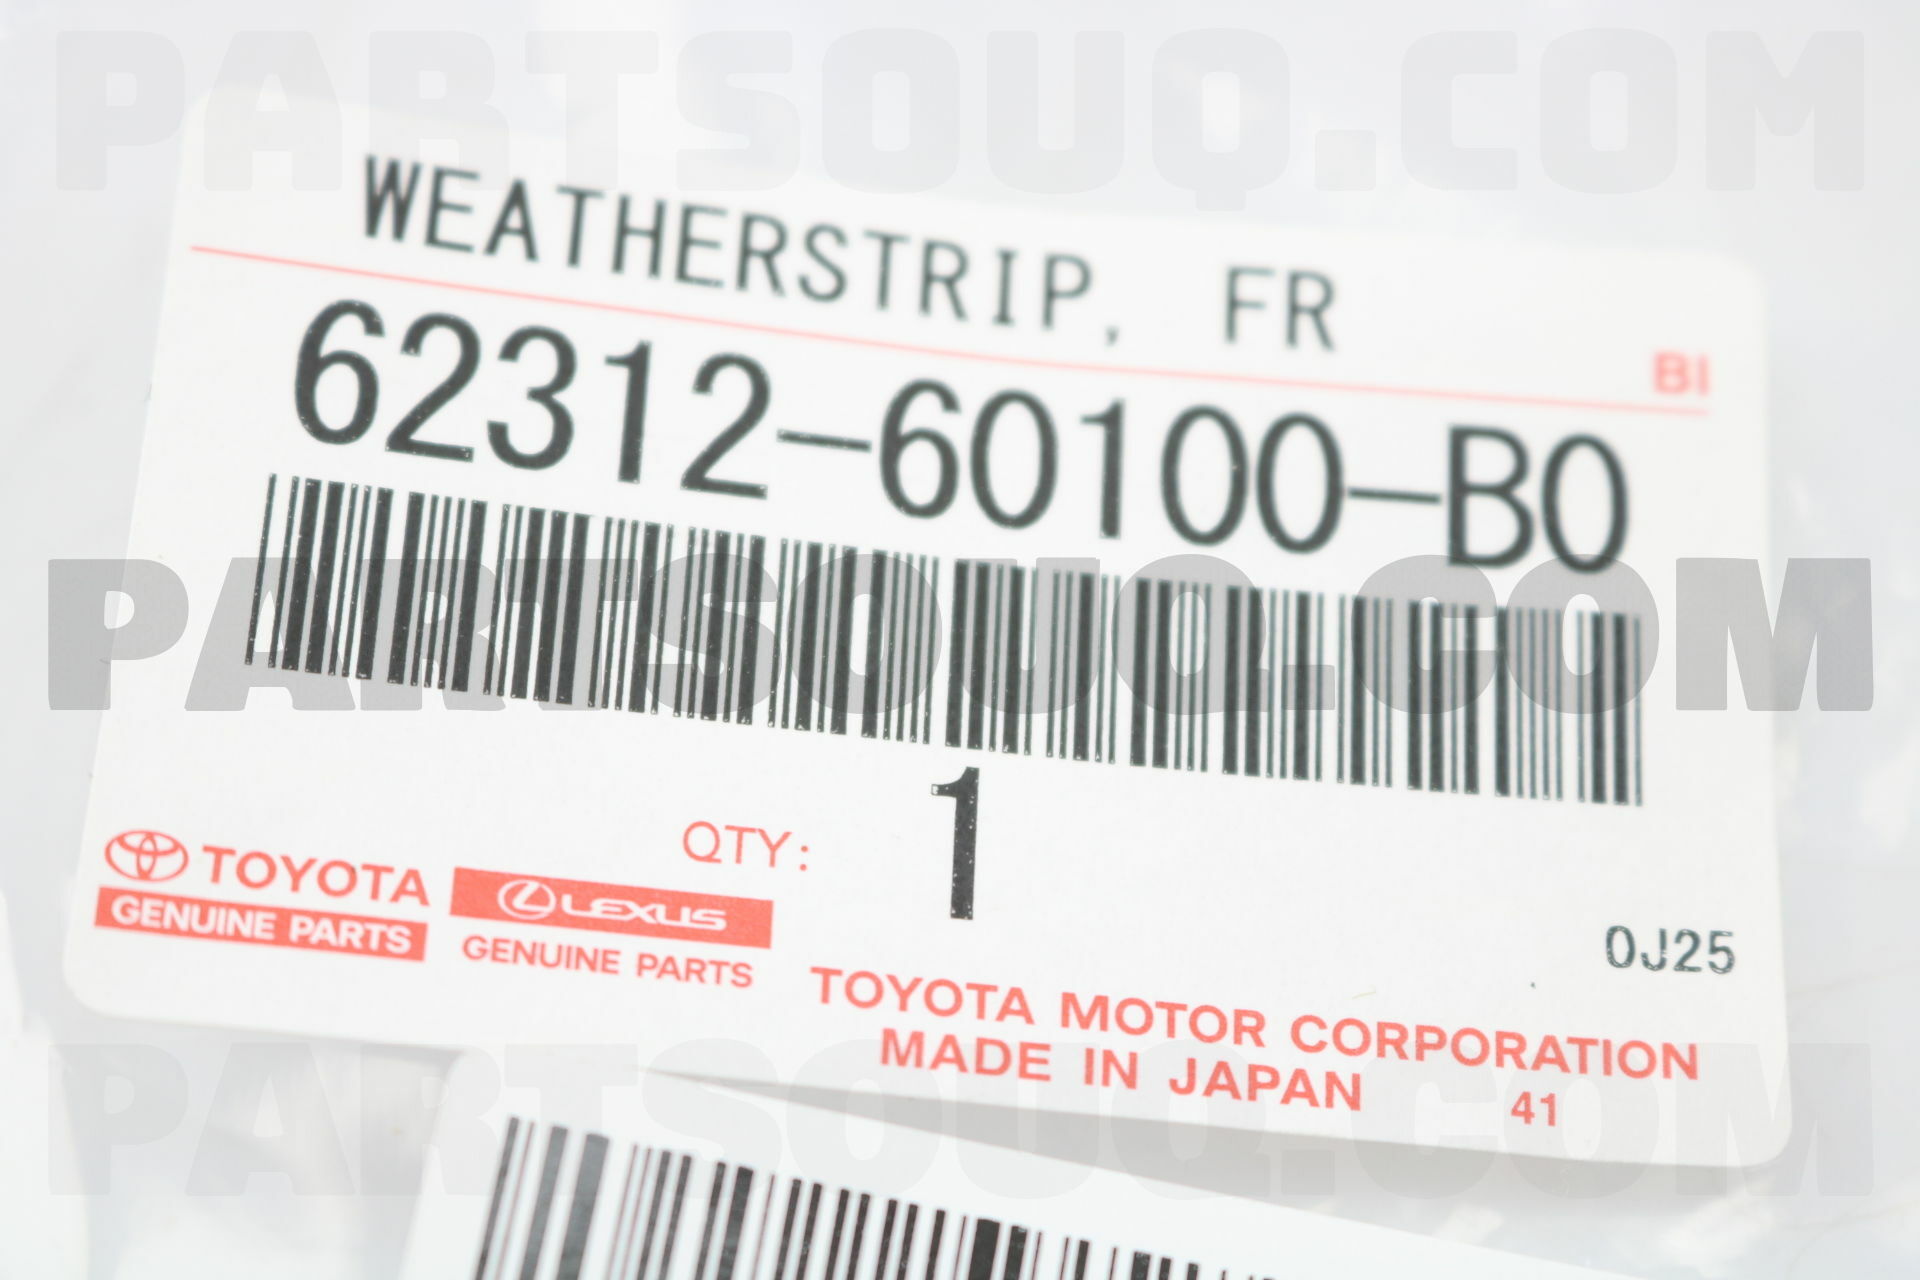 PARTSOUQ.COM
WEATHERSTRIP, FR
BI
62312-60100-B0
PARTSOUQ.COM
QTY: 1
TOYOTA
GENUINE PARTS
LEXUS
GENUINE PARTS
0J25
TOYOTA MOTOR CORPORATION
MADE IN JAPAN 41
PARTSOUQ.COM